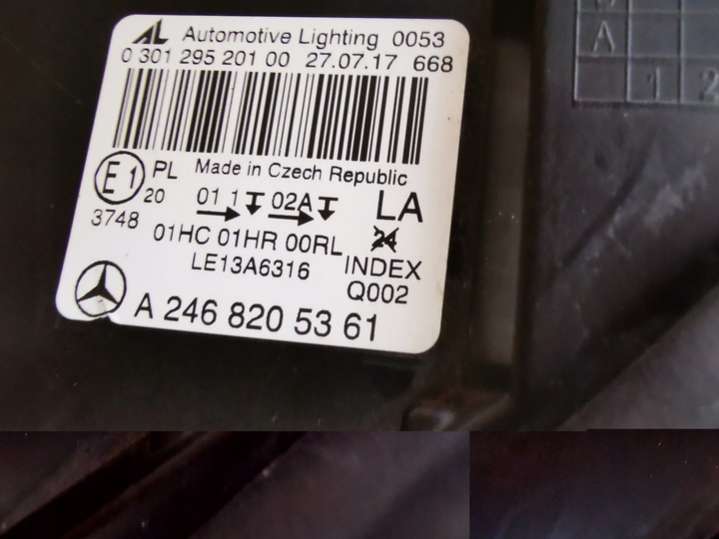 AL Automotive Lighting 0053
0 301 295 201 00 27.07.17 668
Made in Czech Republic
E1 PL
20
3748
01 1 02A LA
01HC 01HR 00RL 24
LE13A6316 INDEX
Q002
A 246 820 53 61
A
1 2